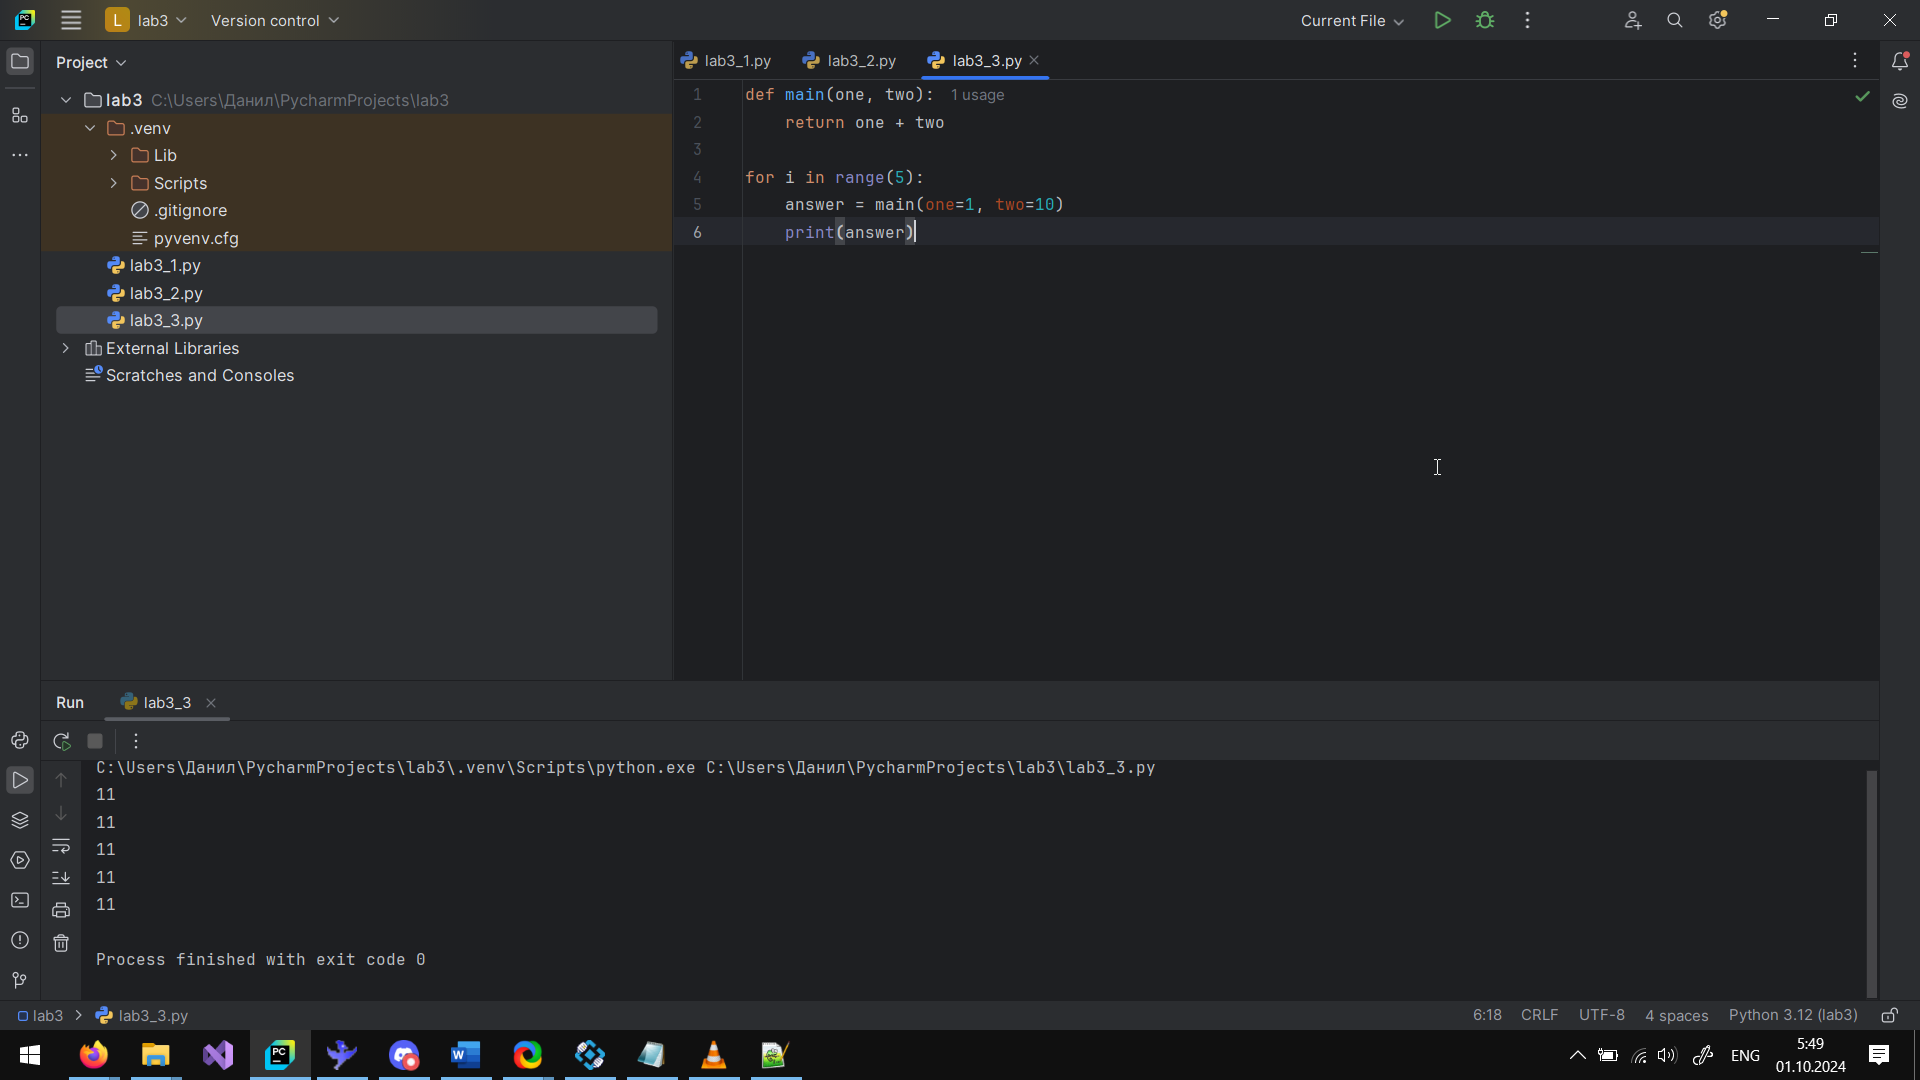 L lab3 Version control Current File
Project
lab3 C:\Users\Данил\PycharmProjects\lab3
.venv
Lib
Scripts
.gitignore
pyvenv.cfg
lab3_1.py
lab3_2.py
lab3_3.py
External Libraries
Scratches and Consoles
lab3_1.py lab3_2.py lab3_3.py
1 def main(one, two): 1 usage
2 return one + two
3
4 for i in range(5):
5 answer = main(one=1, two=10)
6 print(answer)
Run lab3_3
C:\Users\Данил\PycharmProjects\lab3\.venv\Scripts\python.exe C:\Users\Данил\PycharmProjects\lab3\lab3_3.py
11
11
11
11
11
Process finished with exit code 0
lab3 lab3_3.py 6:18 CRLF UTF-8 4 spaces Python 3.12 (lab3)
PC W PC ENG 5:49
01.10.2024